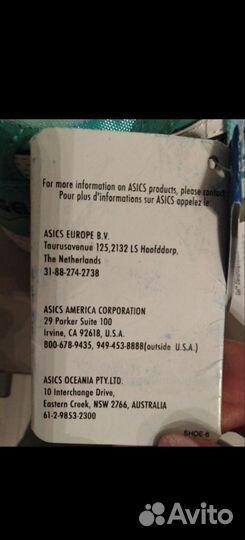 For more information on ASICS products, please contact
Pour plus d'informations sur ASICS appelez le
ASICS EUROPE B.V.
Taurusavenue 125,2132 LS Hoofddorp,
The Netherlands
31-88-274-2738
ASICS AMERICA CORPORATION
29 Parker Suite 100
Irvine, CA 92618, U.S.A.
800-678-9435, 949-453-8888(outside U.S.A.)
ASICS OCEANIA PTY.LTD.
10 Interchange Drive,
Eastern Creek, NSW 2766, AUSTRALIA
61-2-9853-2300
SHOE-6
Avito